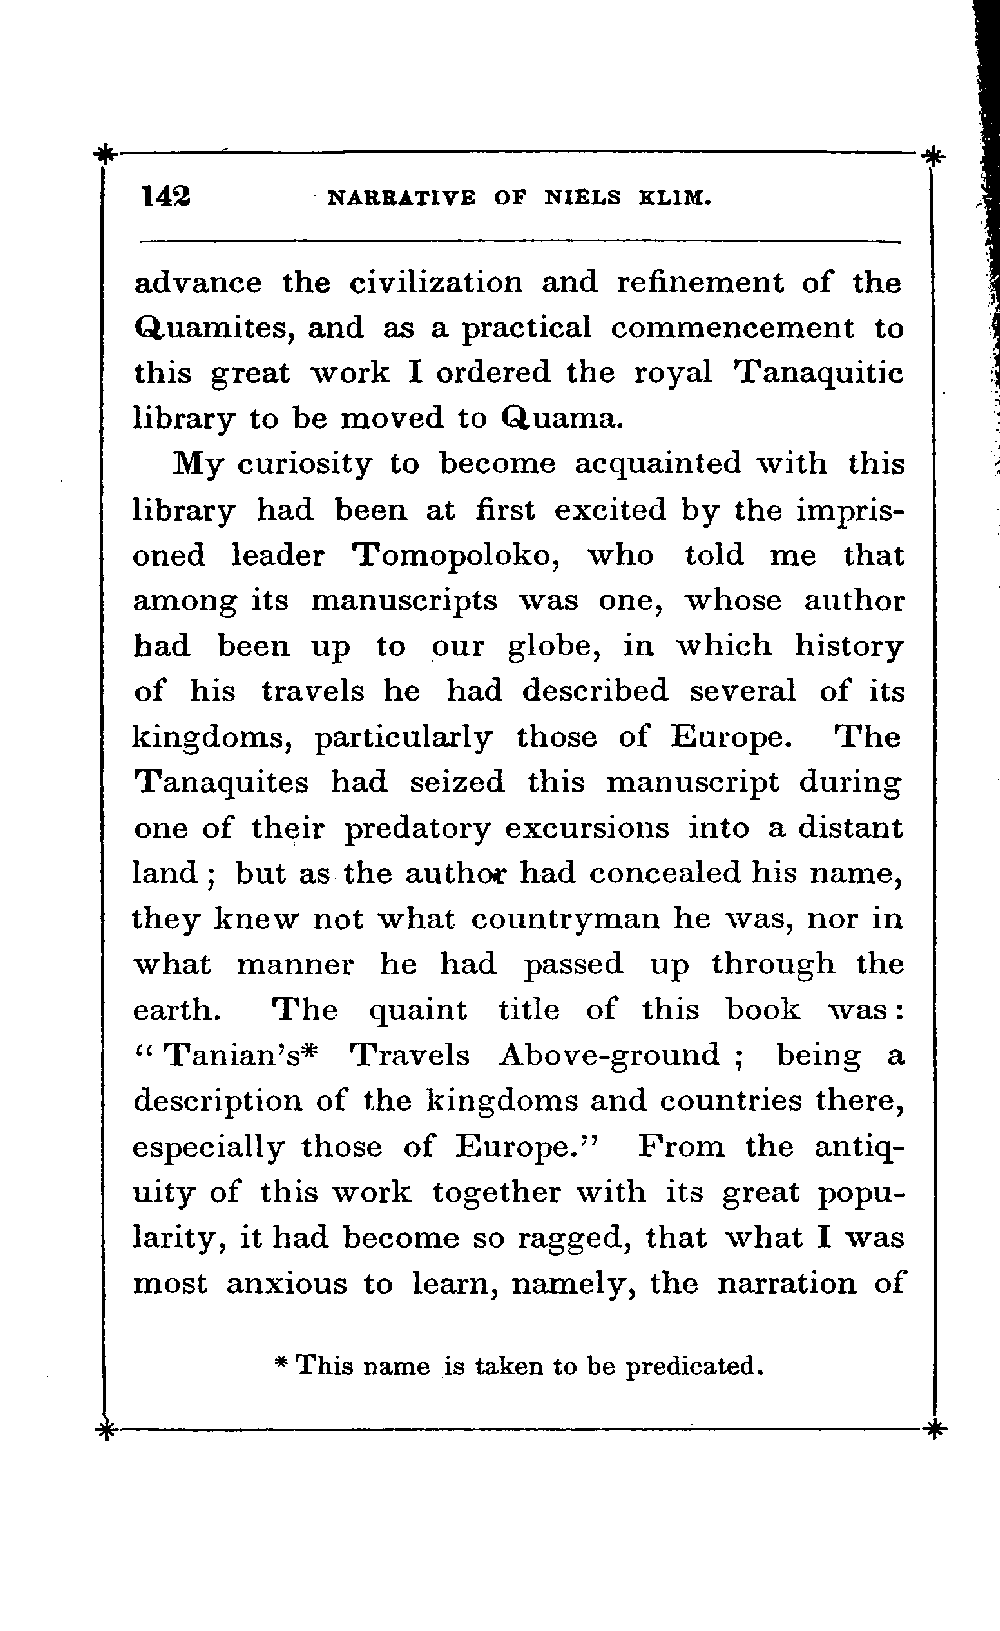 142 NARRATIVE OF NIELS KLIM.
advance the civilization and refinement of the
Quamites, and as a practical commencement to
this great work I ordered the royal Tanaquitic
library to be moved to Quama.
My curiosity to become acquainted with this
library had been at first excited by the impris-
oned leader Tomopoloko, who told me that
among its manuscripts was one, whose author
had been up to our globe, in which history
of his travels he had described several of its
kingdoms, particularly those of Europe. The
Tanaquites had seized this manuscript during
one of their predatory excursions into a distant
land; but as the author had concealed his name,
they knew not what countryman he was, nor in
what manner he had passed up through the
earth. The quaint title of this book was:
"Tanian's* Travels Above-ground; being a
description of the kingdoms and countries there,
especially those of Europe." From the antiq-
uity of this work together with its great popu-
larity, it had become so ragged, that what I was
most anxious to learn, namely, the narration of
* This name is taken to be predicated.